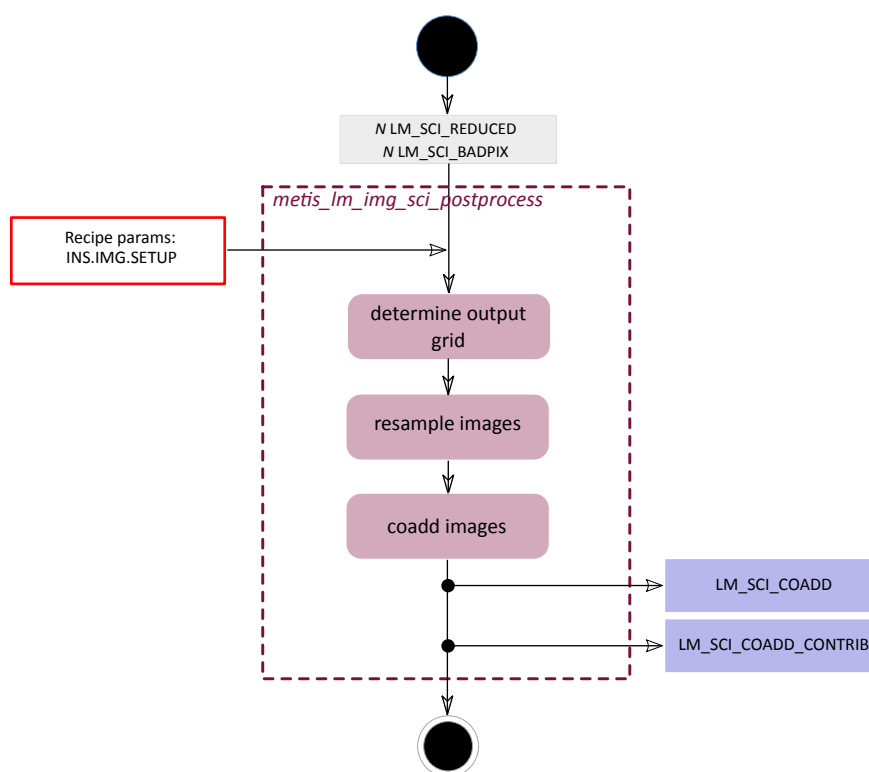 N LM_SCI_REDUCED
N LM_SCI_BADPIX
metis_lm_img_sci_postprocess
Recipe params:
INS.IMG.SETUP
determine output
grid
resample images
coadd images
LM_SCI_COADD
LM_SCI_COADD_CONTRIB